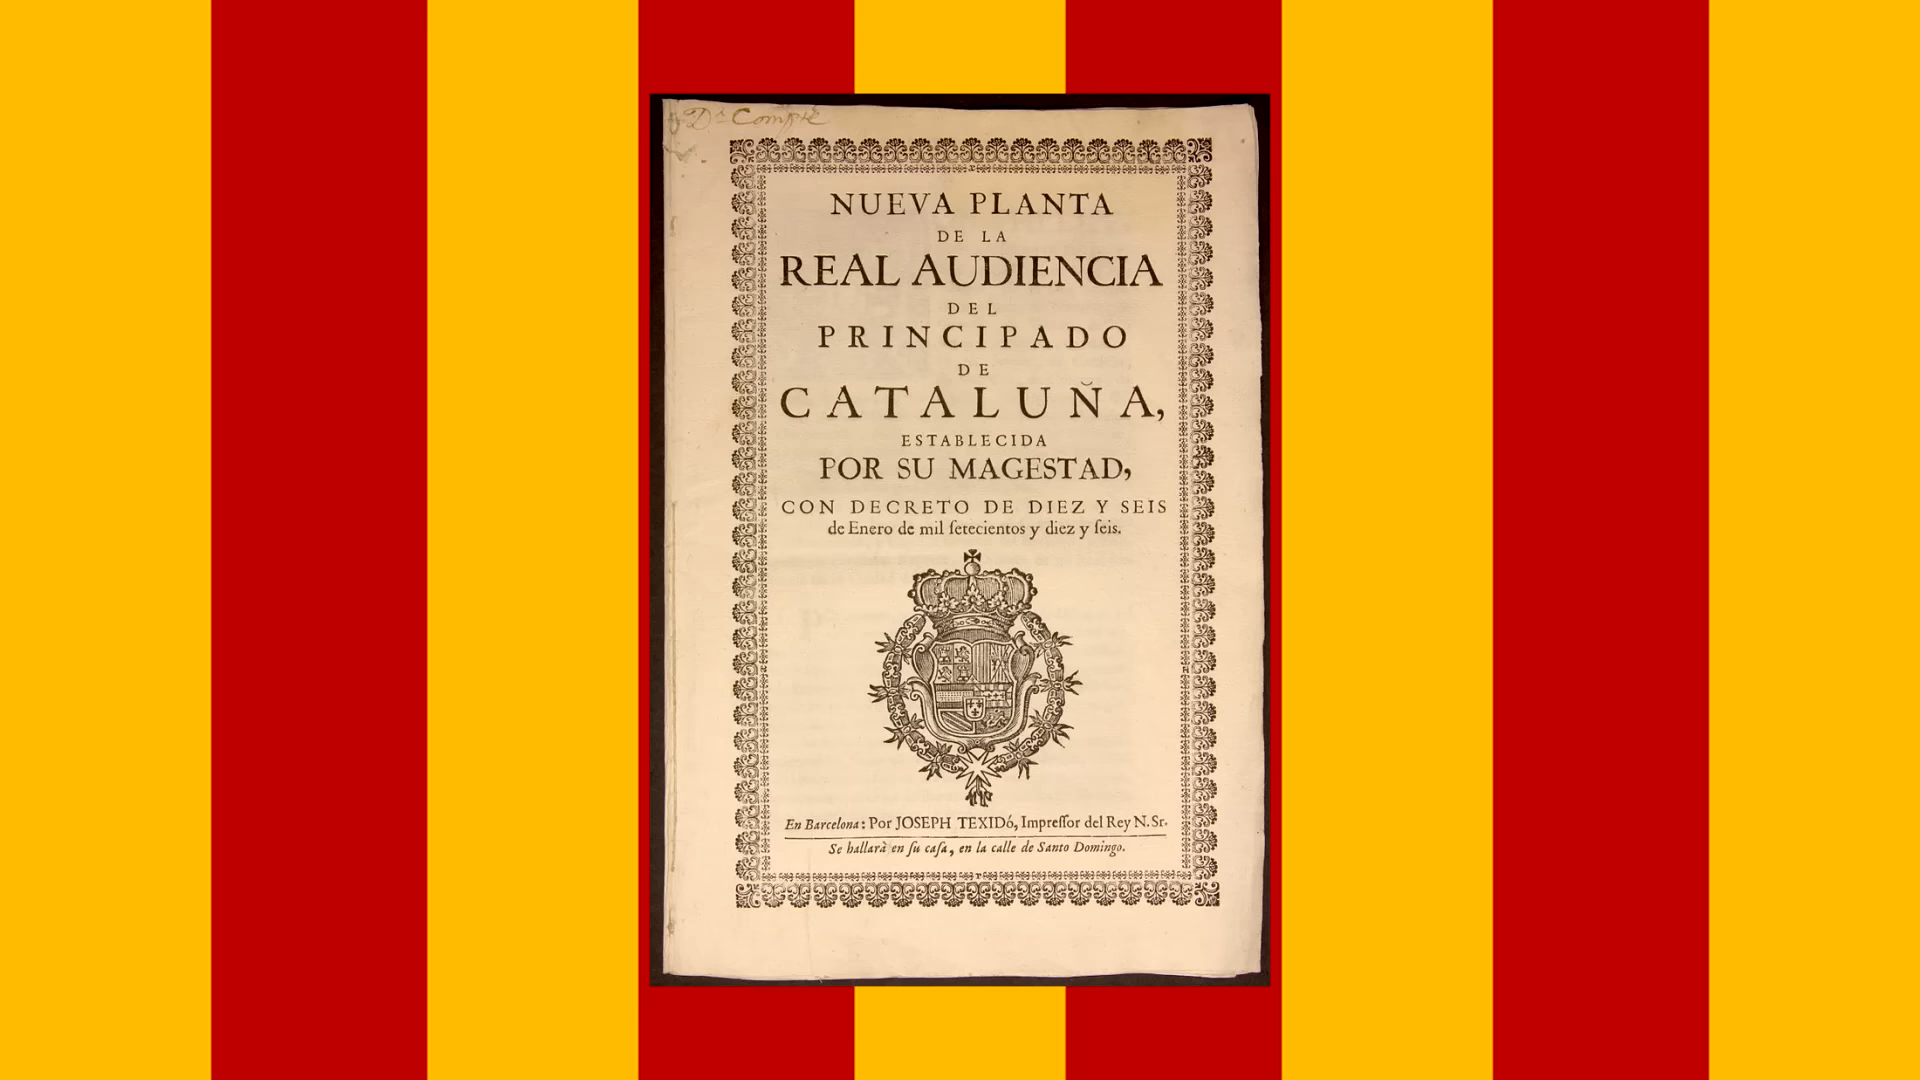 Dª Compte
NUEVA PLANTA
DE LA
REAL AUDIENCIA
DEL
PRINCIPADO
DE
CATALUÑA,
ESTABLECIDA
POR SU MAGESTAD,
CON DECRETO DE DIEZ Y SEIS
de Enero de mil ſetecientos y diez y ſeis.
En Barcelona: Por JOSEPH TEXIDó, Impreſſor del Rey N. Sr.
Se hallarà en ſu caſa, en la calle de Santo Domingo.